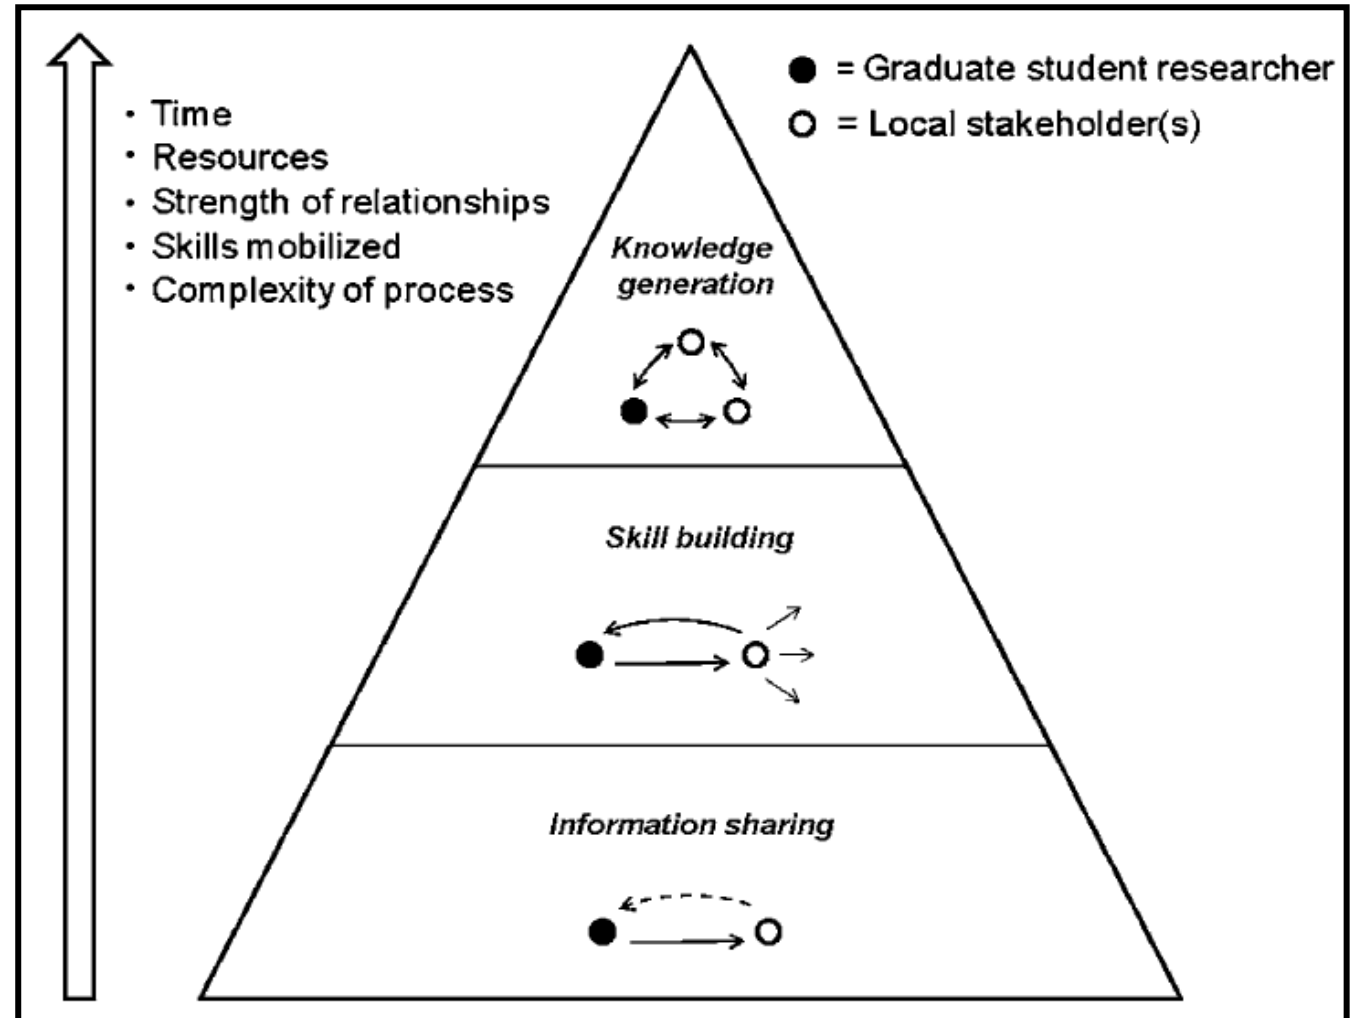 • Time
• Resources
• Strength of relationships
• Skills mobilized
• Complexity of process
= Graduate student researcher
= Local stakeholder(s)
Knowledge
generation
Skill building
Information sharing